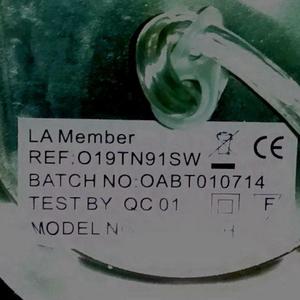 LA Member
REF:O19TN91SW CE
BATCH NO:OABT010714
TEST BY QC 01 F
MODEL